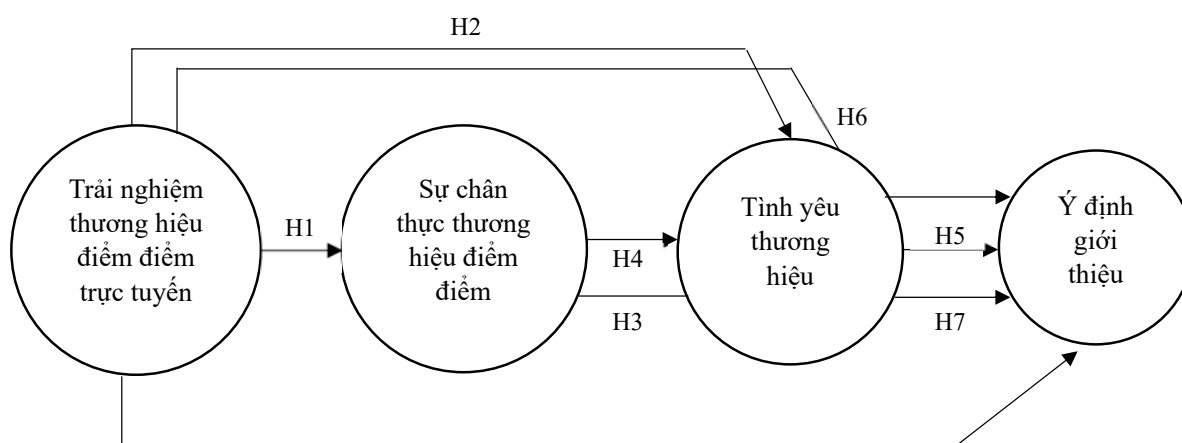 H2
H6
Trải nghiệm
thương hiệu
điểm điểm
trực tuyến
H1
Sự chân
thực thương
hiệu điểm
điểm
H4
H3
Tình yêu
thương
hiệu
H5
H7
Ý định
giới
thiệu